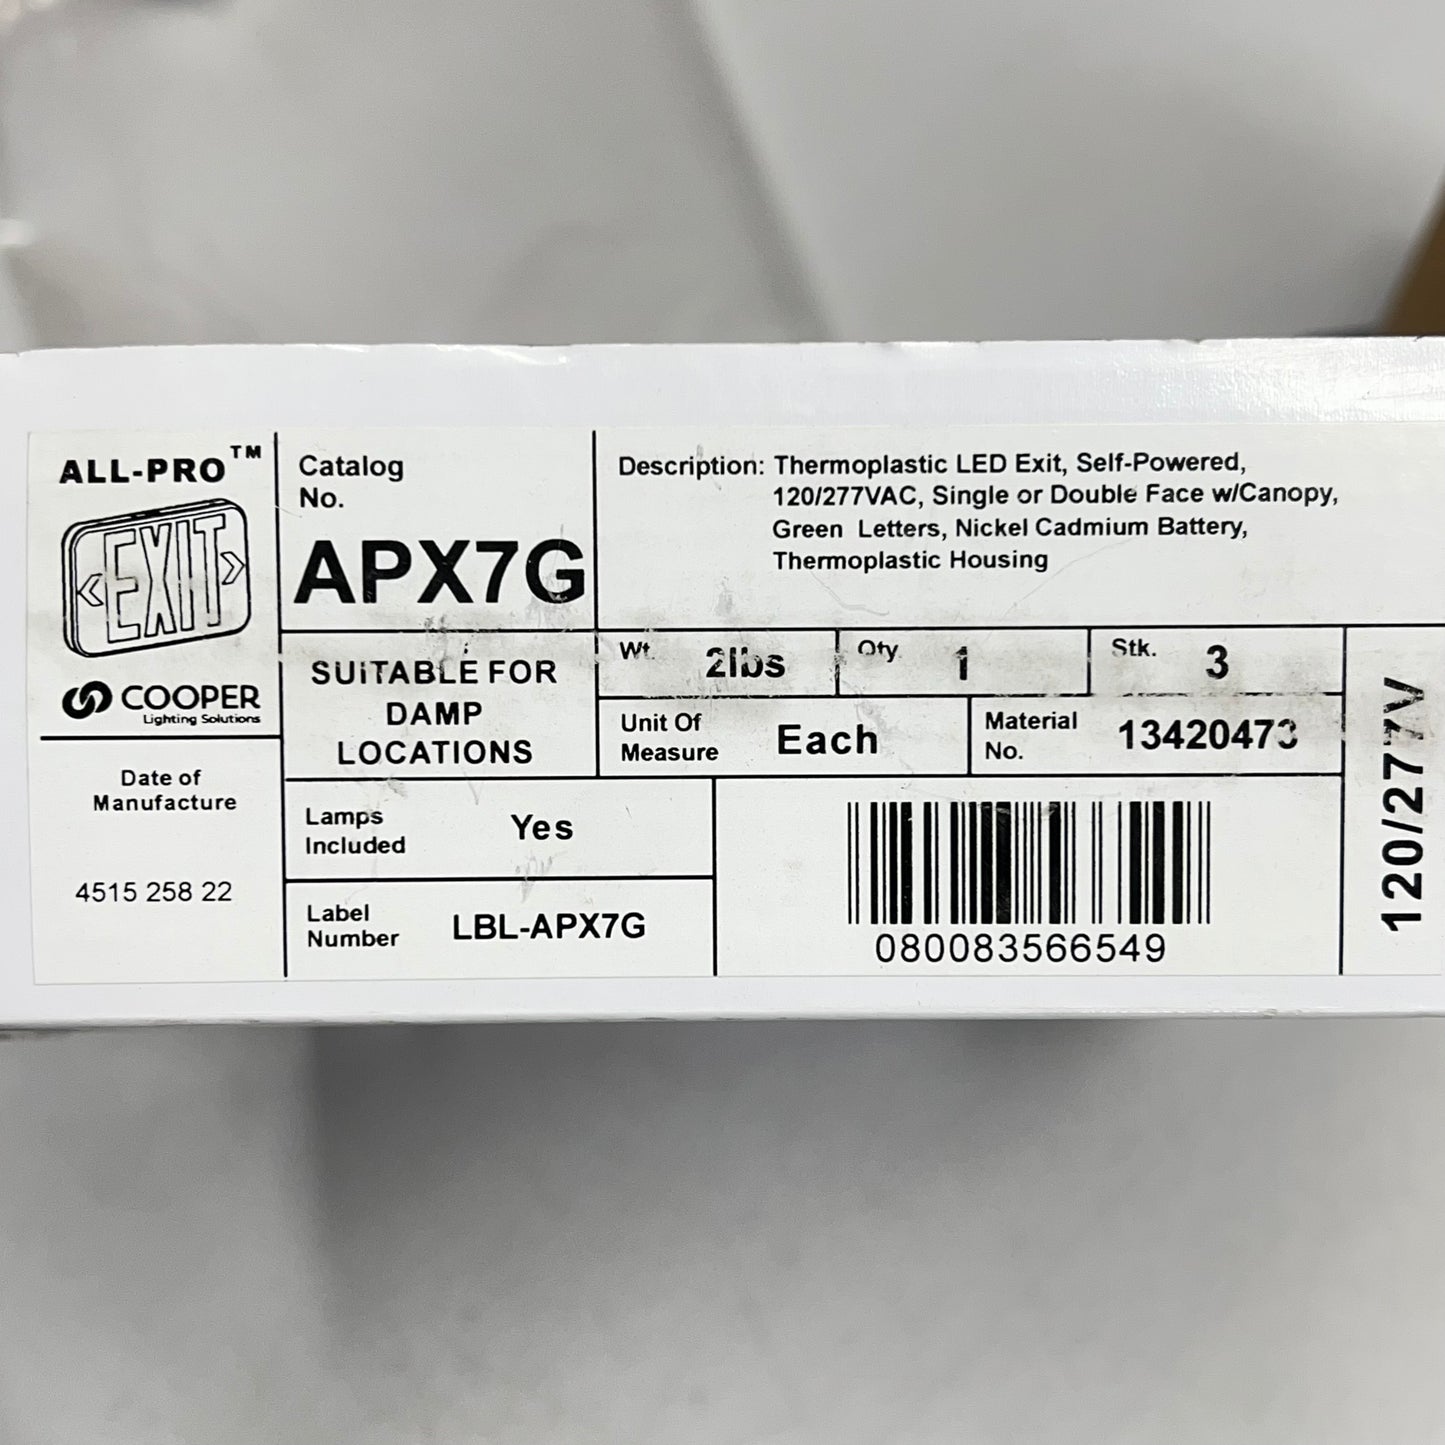 ALL-PRO™
EXIT
COOPER
Lighting Solutions
Date of
Manufacture
4515 258 22
Catalog
No.
APX7G
SUITABLE FOR
DAMP
LOCATIONS
Description: Thermoplastic LED Exit, Self-Powered,
120/277VAC, Single or Double Face w/Canopy,
Green Letters, Nickel Cadmium Battery,
Thermoplastic Housing
Wt. 2lbs
Qty. 1
Stk. 3
Unit Of
Measure
Each
Material
No.
13420473
Lamps
Included
Yes
Label
Number
LBL-APX7G
080083566549
120/277V